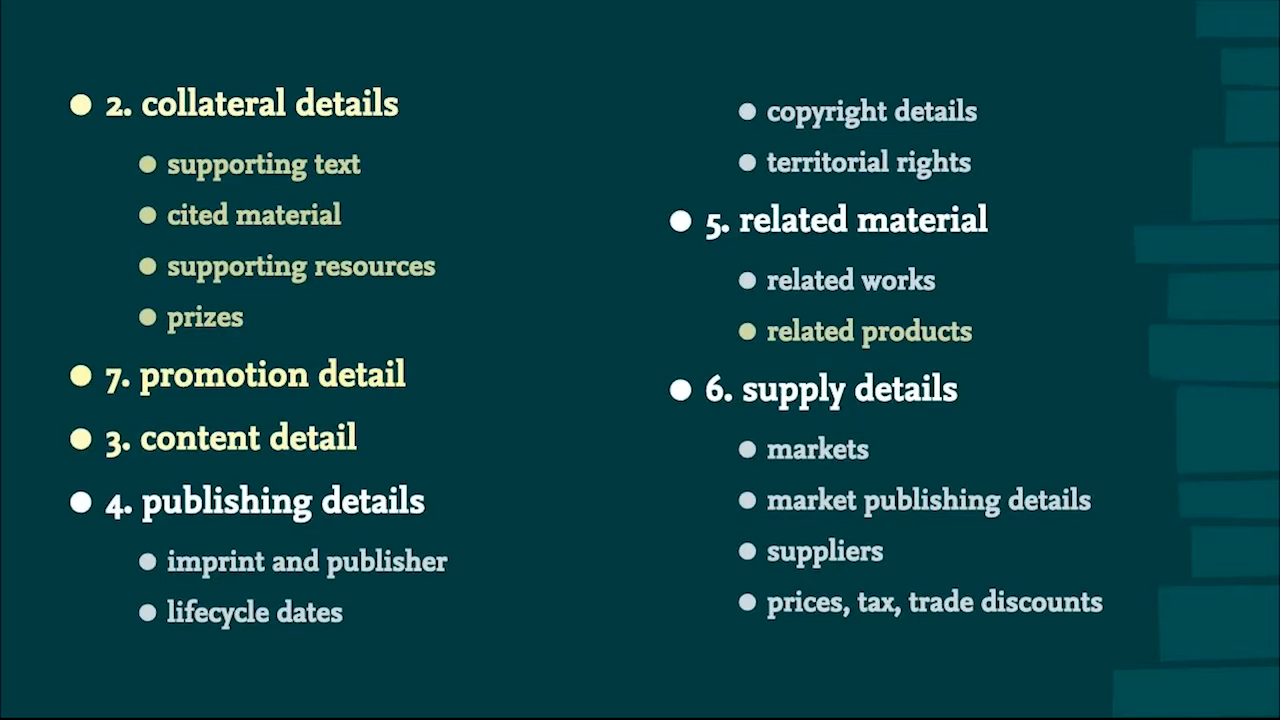 2. collateral details
supporting text
cited material
supporting resources
prizes
7. promotion detail
3. content detail
4. publishing details
imprint and publisher
lifecycle dates
copyright details
territorial rights
5. related material
related works
related products
6. supply details
markets
market publishing details
suppliers
prices, tax, trade discounts